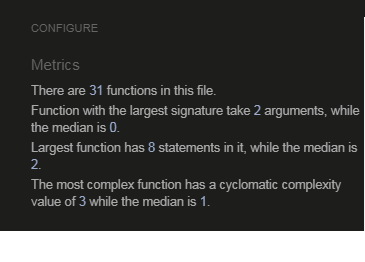 CONFIGURE
Metrics
There are 31 functions in this file.
Function with the largest signature take 2 arguments, while
the median is 0.
Largest function has 8 statements in it, while the median is
2.
The most complex function has a cyclomatic complexity
value of 3 while the median is 1.